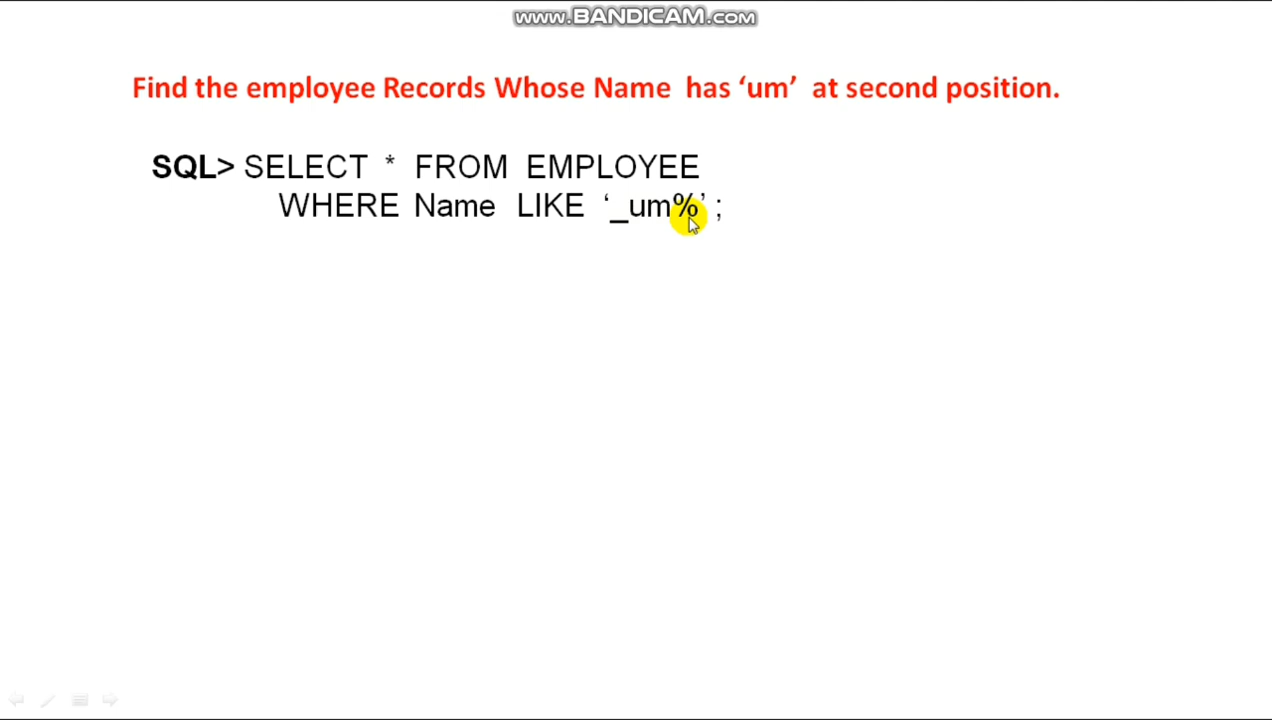 www.BANDICAM.com
Find the employee Records Whose Name has ‘um’ at second position.
SQL> SELECT * FROM EMPLOYEE
WHERE Name LIKE ‘_um%’ ;